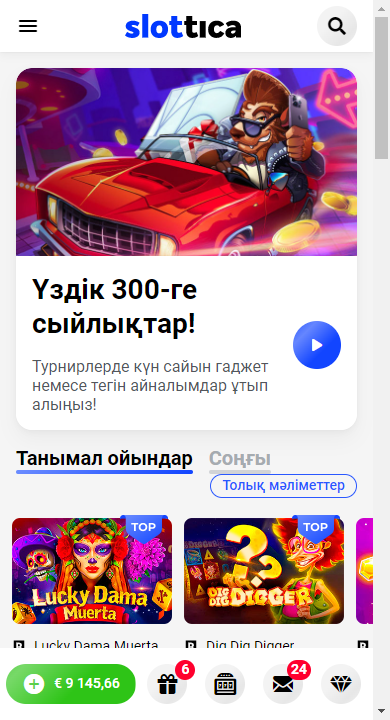 slottica
Үздік 300-ге
сыйлықтар!
Турнирлерде күн сайын гаджет
немесе тегін айналымдар ұтып
алыңыз!
Танымал ойындар
Соңғы
Толық мәліметтер
TOP
Lucky Dama
Muerta
TOP
DIG DIG DIGGER
Lucky Dama Muerta
Dig Dig Digger
€ 9 145,66
6
24